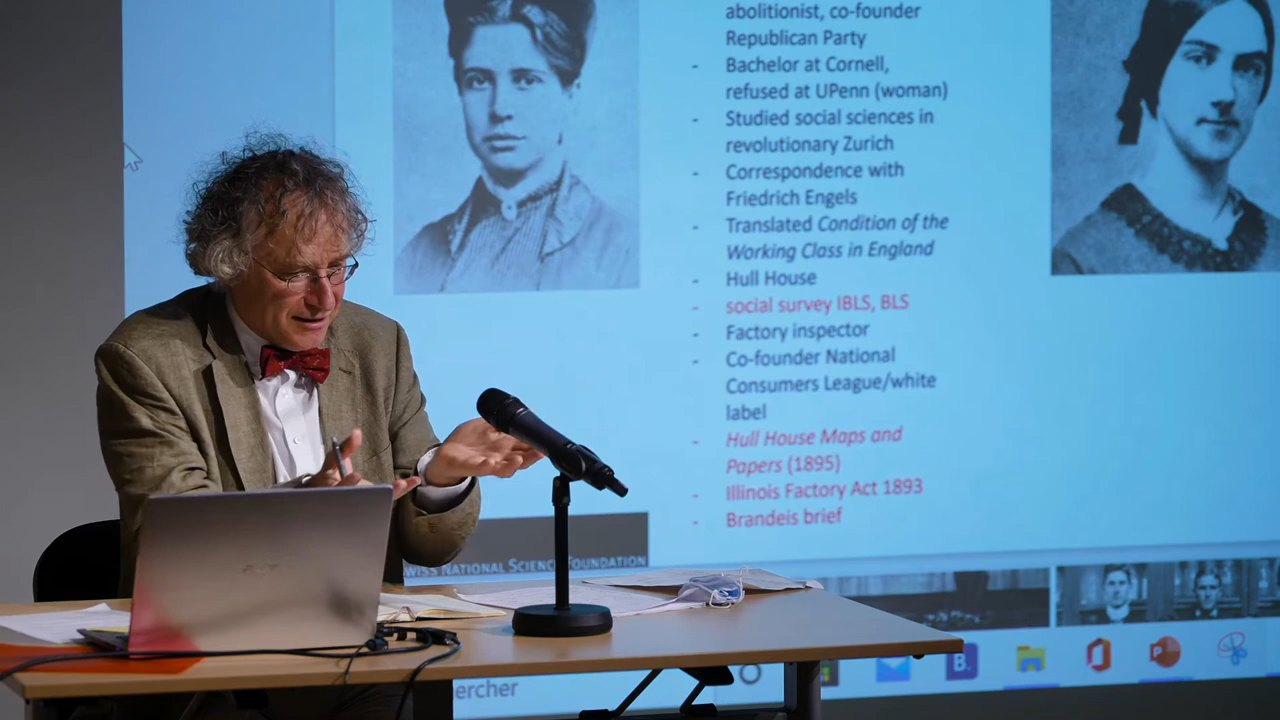 abolitionist, co-founder
Republican Party
- Bachelor at Cornell,
refused at UPenn (woman)
- Studied social sciences in
revolutionary Zurich
- Correspondence with
Friedrich Engels
- Translated Condition of the
Working Class in England
- Hull House
- social survey IBLS, BLS
- Factory inspector
- Co-founder National
Consumers League/white
label
- Hull House Maps and
Papers (1895)
- Illinois Factory Act 1893
- Brandeis brief
WISS NATIONAL SCIENCE FOUNDATION
B.
ercher